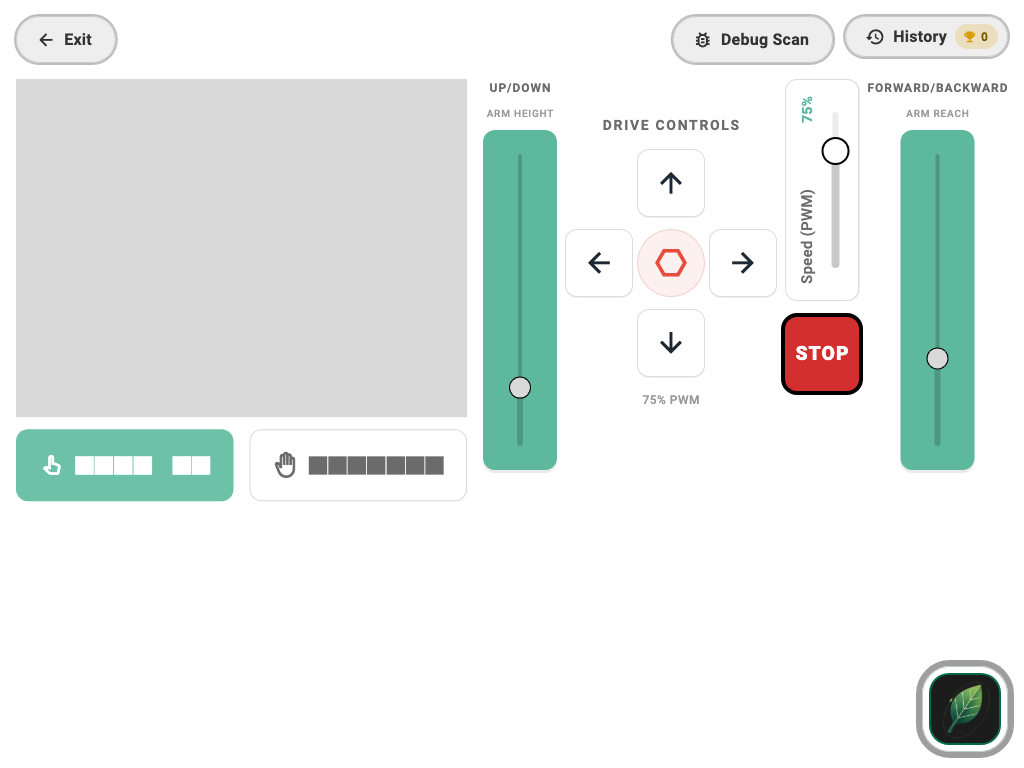 Exit
Debug Scan
History 0
UP/DOWN
ARM HEIGHT
DRIVE CONTROLS
75% PWM
75%
Speed (PWM)
STOP
FORWARD/BACKWARD
ARM REACH